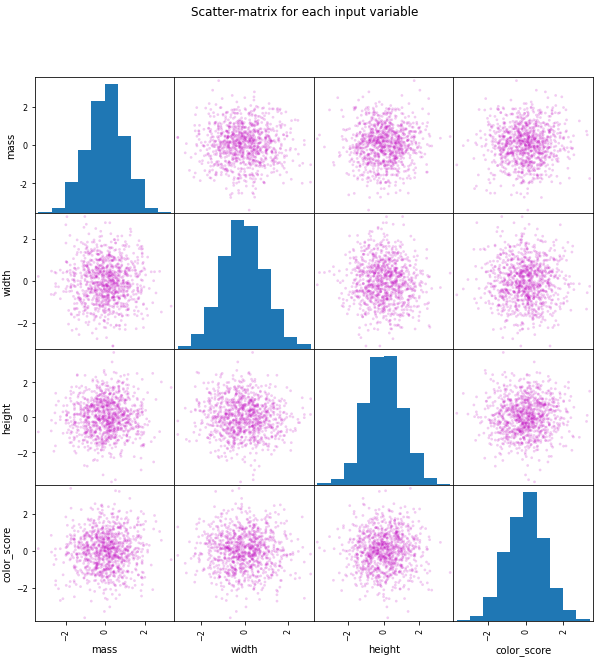 Scatter-matrix for each input variable
mass
2
0
−2
width
2
0
−2
height
2
0
−2
color_score
2
0
−2
−2 0 2 −2 0 2 −2 0 2 −2 0 2
mass width height color_score